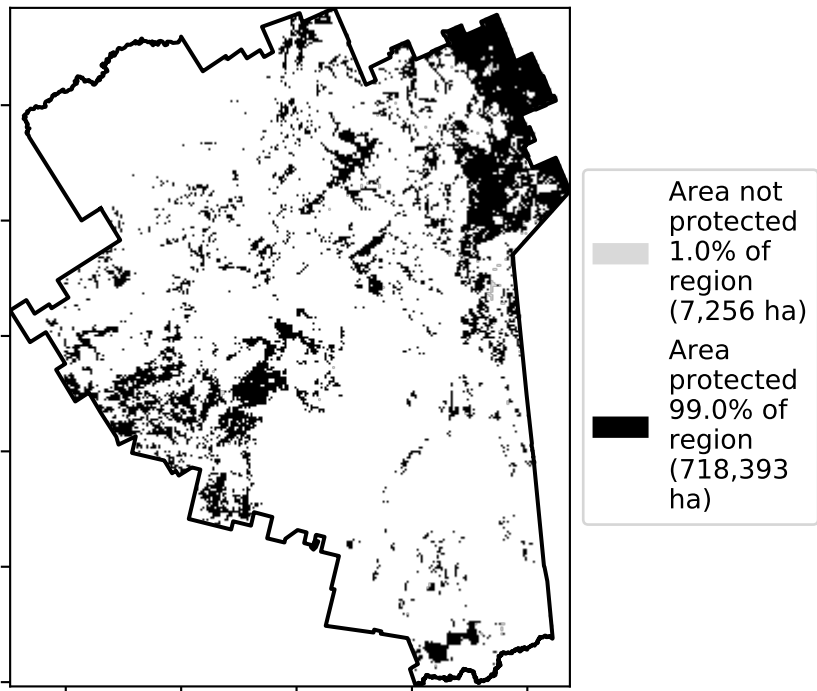 Area not
protected
1.0% of
region
(7,256 ha)
Area
protected
99.0% of
region
(718,393
ha)